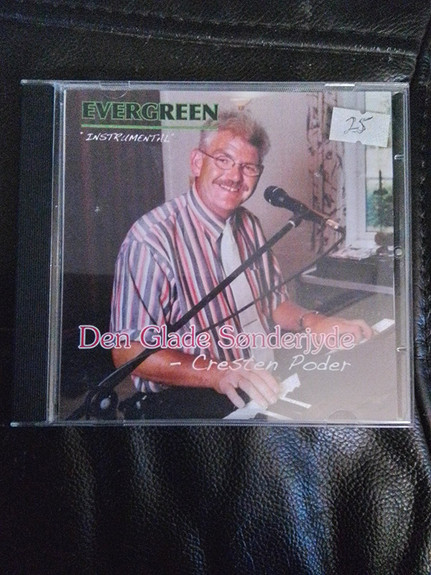 EVERGREEN
"INSTRUMENTAL"
25
Den Glade Sønderjyde
- Cresten Poder